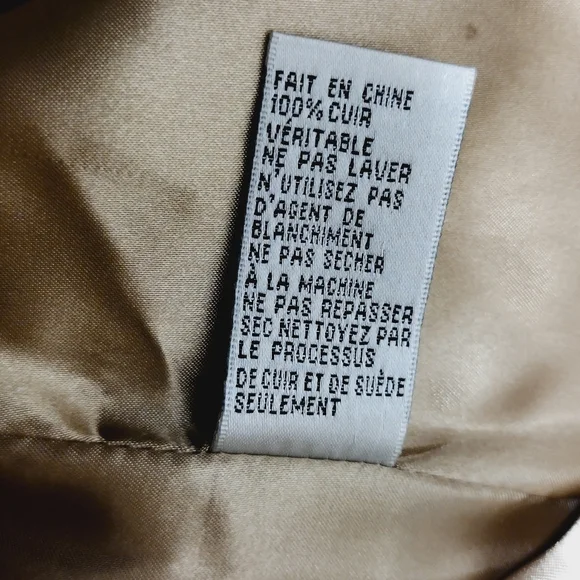 FAIT EN CHINE
100% CUIR
VÉRITABLE
NE PAS LAVER
N'UTILISEZ PAS
D'AGENT DE
BLANCHIMENT
NE PAS SECHER
À LA MACHINE
NE PAS REPASSER
SEC NETTOYEZ PAR
LE PROCESSUS
DE CUIR ET DE SUÈDE
SEULEMENT